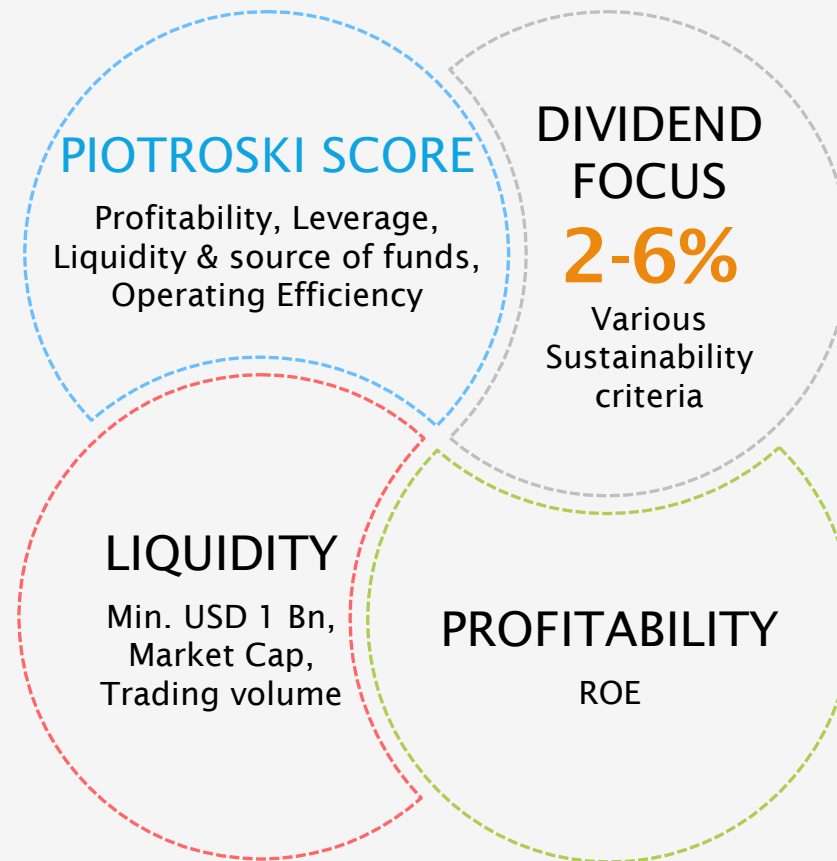 PIOTROSKI SCORE
Profitability, Leverage,
Liquidity & source of funds,
Operating Efficiency
DIVIDEND
FOCUS
2-6%
Various
Sustainability
criteria
LIQUIDITY
Min. USD 1 Bn,
Market Cap,
Trading volume
PROFITABILITY
ROE